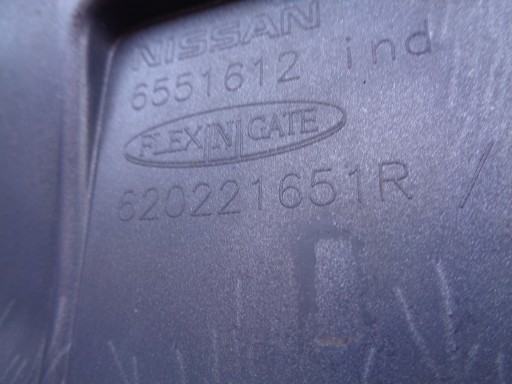 NISSAN
6551612 ind
FLEX|N|GATE
620221651R /